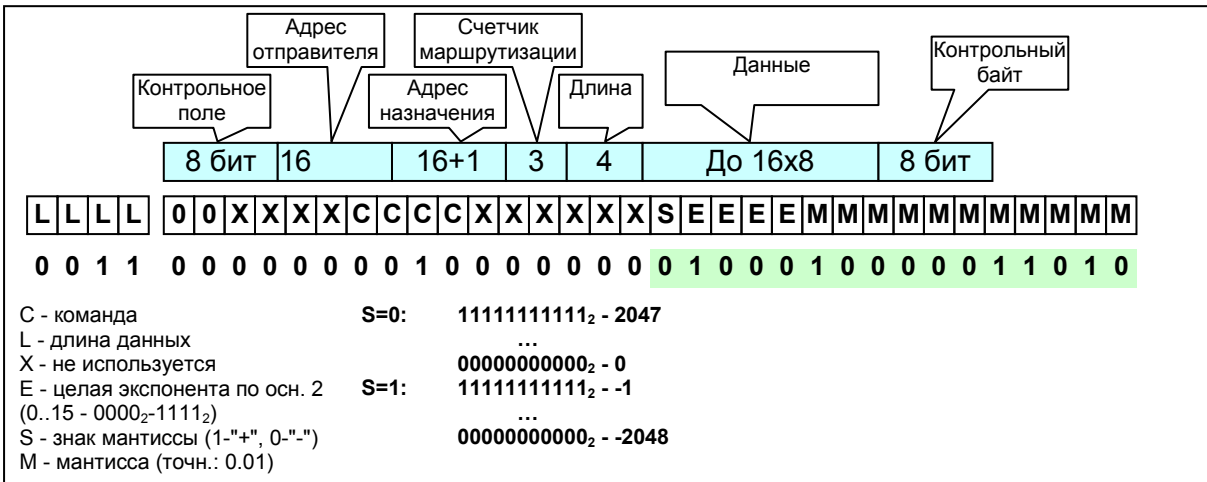 Адрес отправителя
Счетчик маршрутизации
Контрольное поле
Адрес назначения
Длина
Данные
Контрольный байт
8 бит 16 16+1 3 4 До 16x8 8 бит
L L L L 0 0 X X X X C C C C X X X X X X S E E E E M M M M M M M M M M M
0 0 1 1 0 0 0 0 0 0 0 0 1 0 0 0 0 0 0 0 0 1 0 0 0 1 0 0 0 0 0 1 1 0 1 0
С - команда S=0: 11111111111₂ - 2047
L - длина данных ...
X - не используется 00000000000₂ - 0
E - целая экспонента по осн. 2 S=1: 11111111111₂ - -1
(0..15 - 0000₂-1111₂) ...
S - знак мантиссы (1-"+", 0-"-") 00000000000₂ - -2048
M - мантисса (точн.: 0.01)